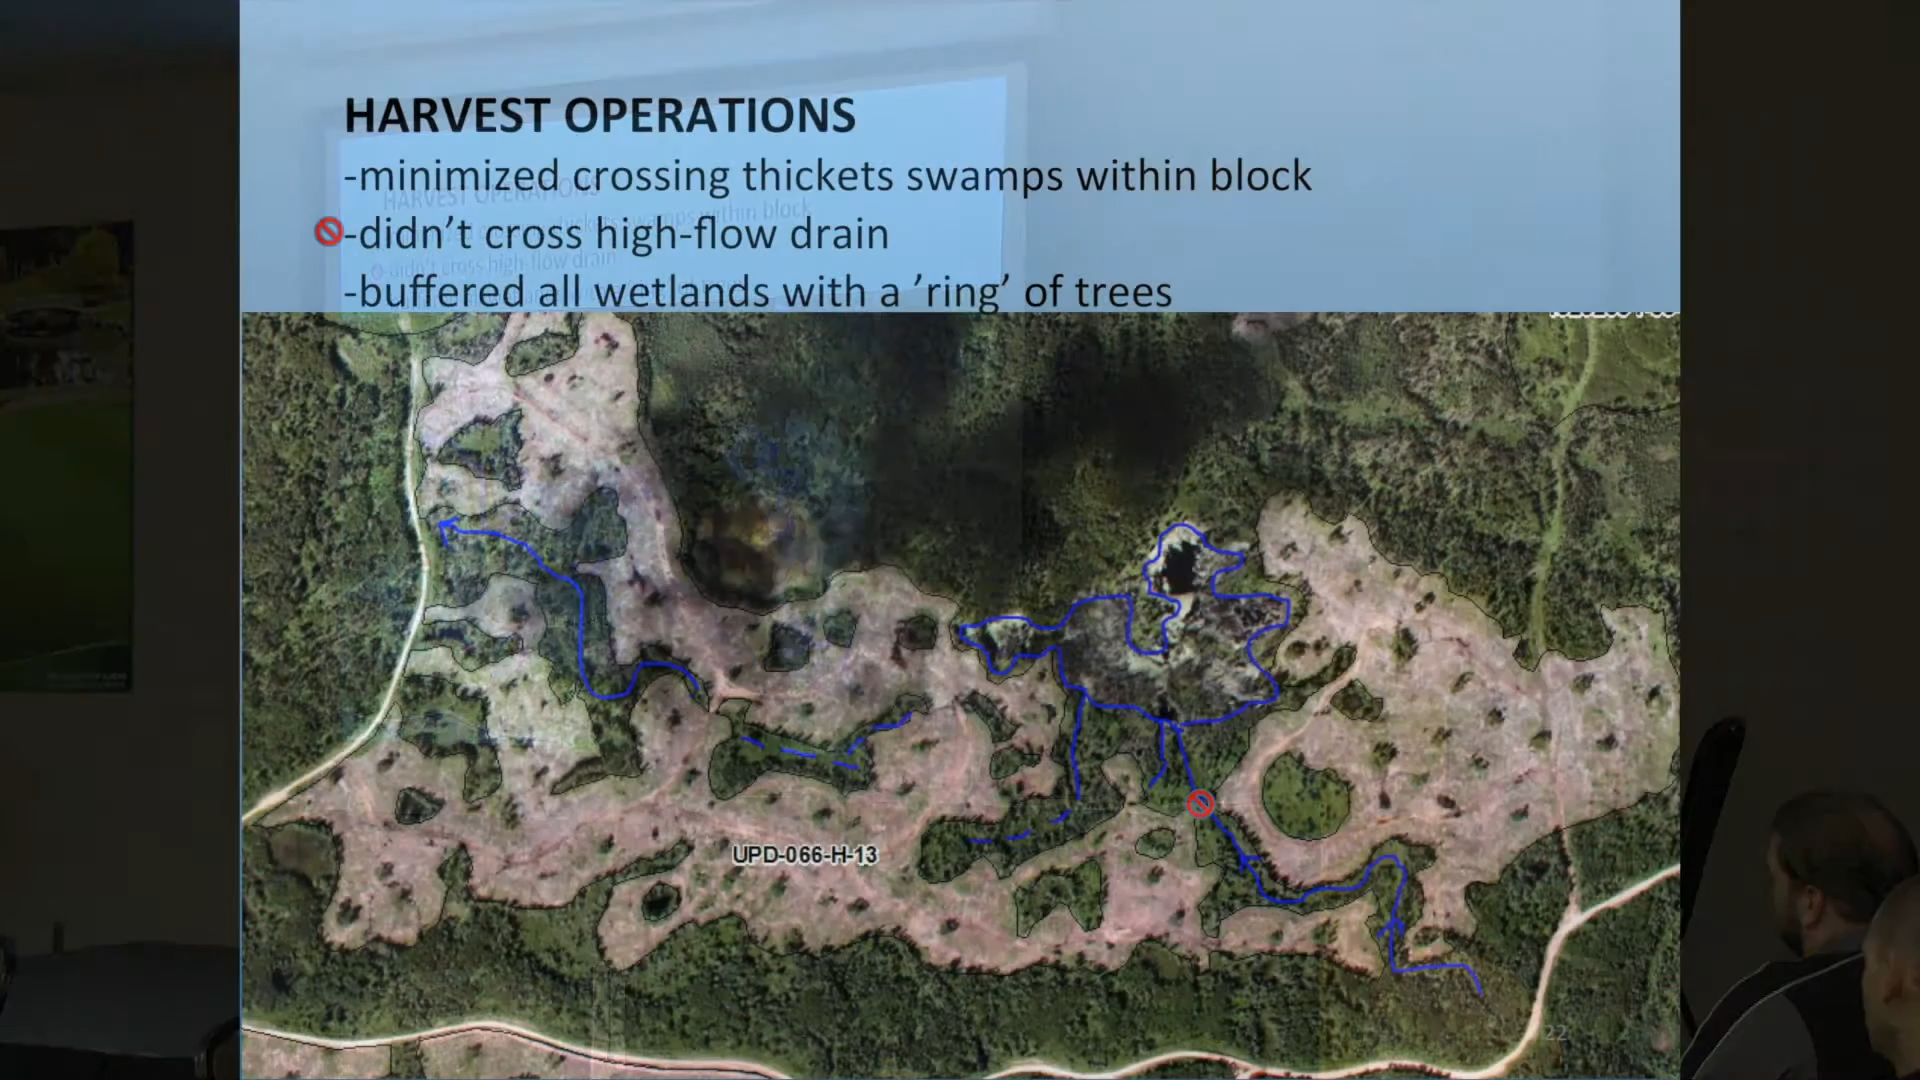 HARVEST OPERATIONS
-minimized crossing thickets swamps within block
-didn't cross high-flow drain
-buffered all wetlands with a 'ring' of trees
UPD-066-H-13
22